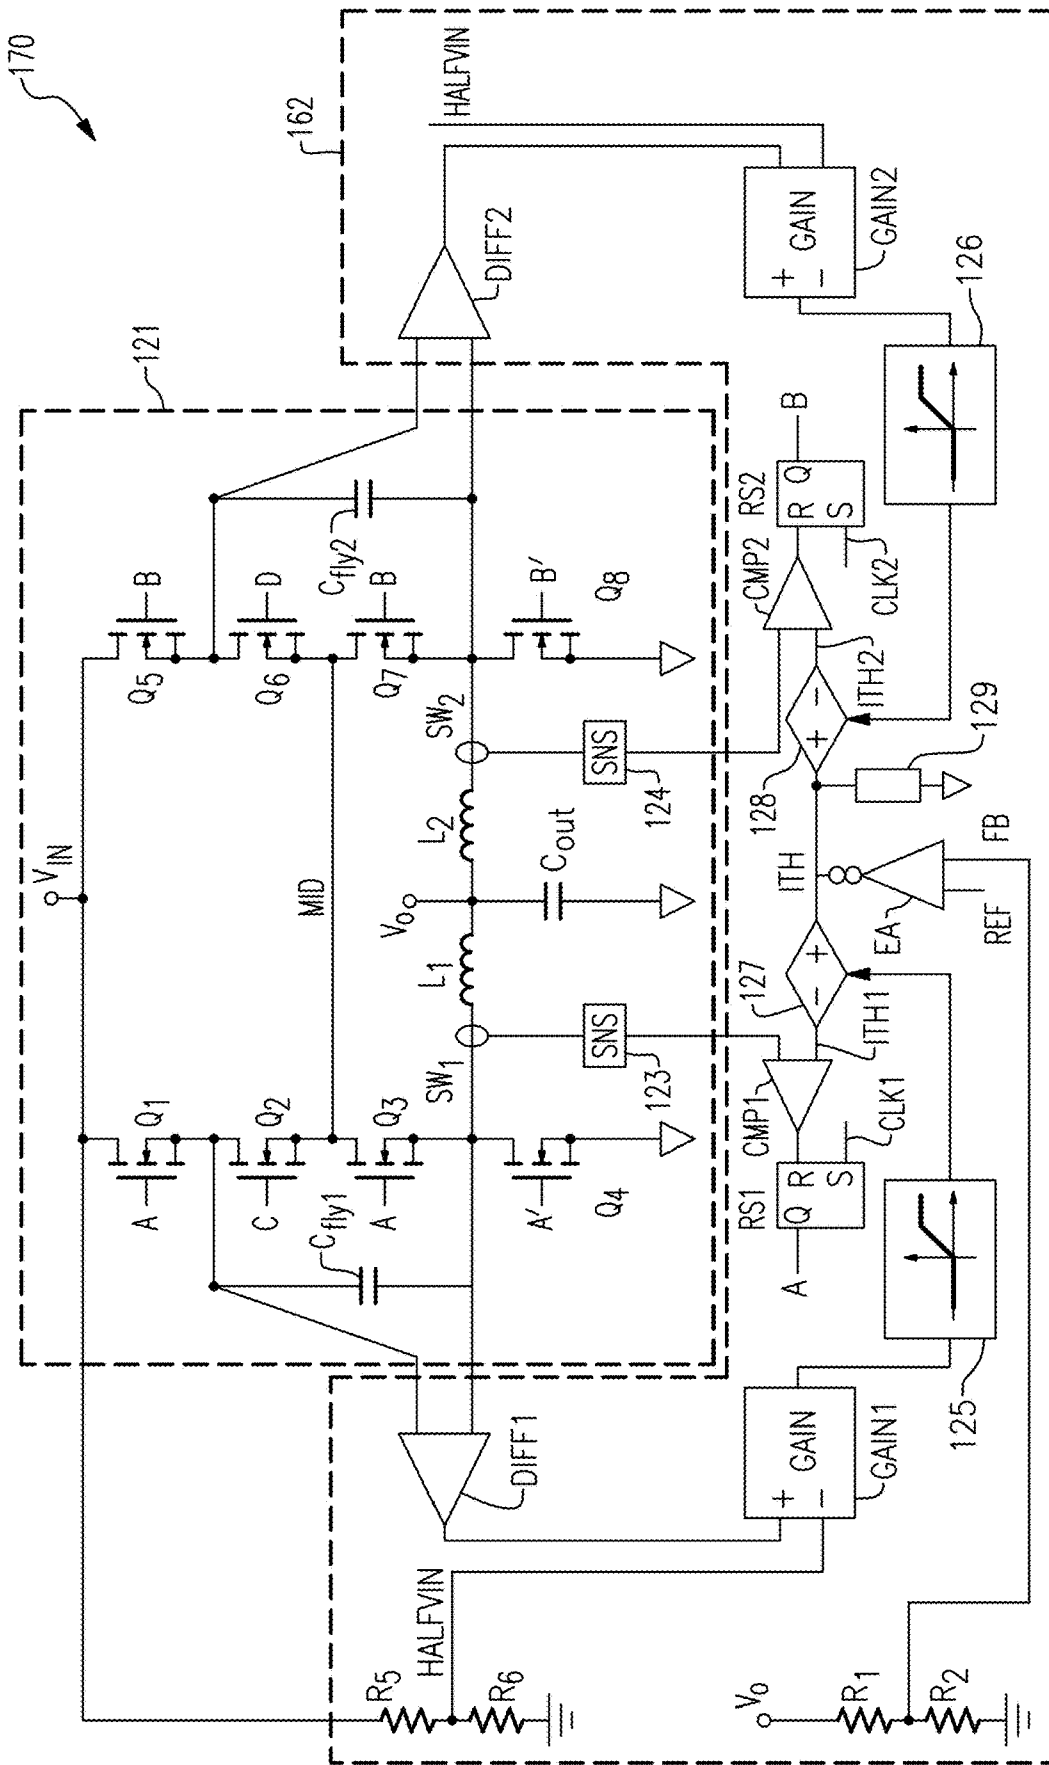 170
121
162
V_IN
HALFVIN
A
Q1
Q5
B
C
Q2
Q6
D
MID
Cfly1
Cfly2
A
Q3
Q7
B
Vo
SW1
L1
L2
SW2
DIFF1
DIFF2
HALFVIN
R5
R6
A'
Q4
Cout
B'
Q8
SNS
123
SNS
124
Vo
R1
R2
+
−
GAIN
GAIN1
A
RS1
Q
R
S
CLK1
CMP1
ITH1
127
−
+
ITH
EA
REF
FB
128
+
−
ITH2
129
CMP2
RS2
R
Q
S
B
CLK2
125
126
+
−
GAIN
GAIN2